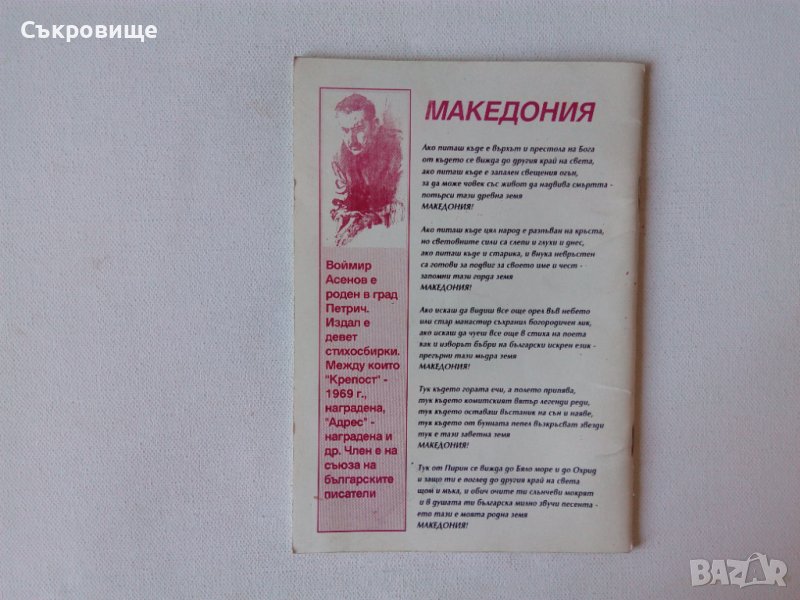 Съкровище
МАКЕДОНИЯ
Ако питаш къде е върхът и престола на Бога
от където се вижда до другия край на света,
ако питаш къде е запален свещения огън,
за да може човек със живот да надвива смъртта -
потърси тази древна земя
МАКЕДОНИЯ!
Ако питаш къде цял народ е разпъван на кръста,
но световните сили са слепи и глухи и днес,
ако питаш къде и старика, и внука невръстен
са готови за подвиг за своето име и чест -
запомни тази горда земя
МАКЕДОНИЯ!
Ако искаш да видиш все още орел във небето
или стар манастир съхранил богородичен лик,
ако искаш да чуеш все още в стиха на поета
как и изворът бъбри на български искрен език -
прегърни тази мъдра земя
МАКЕДОНИЯ!
Тук където гората ечи, а полето припява,
тук където комитският вятър легенди реди,
тук където оставаш въстаник на сън и наяве,
тук където от бунната пепел възкръсват звезди
тук е тази заветна земя
МАКЕДОНИЯ!
Тук от Пирин се вижда до Бяло море и до Охрид
и защо ти е поглед до другия край на света
щом и мъка, и обич очите ти слънчеви мокрят
и в душата ти българска милно звучи песента -
ето тази е моята родна земя
МАКЕДОНИЯ!
Воймир
Асенов е
роден в град
Петрич.
Издал е
девет
стихосбирки.
Между които
"Крепост" -
1969 г.,
наградена,
"Адрес" -
наградена и
др. Член е на
съюза на
българските
писатели
BAZAR
bg